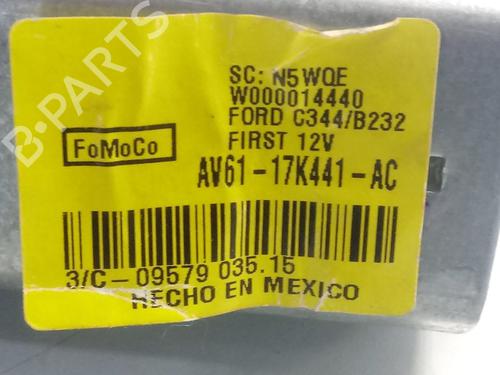 SC: N5WQE
W000014440
FORD C344/B232
FIRST 12V
FoMoCo
AV61-17K441-AC
3/C-09579 035.15
HECHO EN MEXICO
B-PARTS